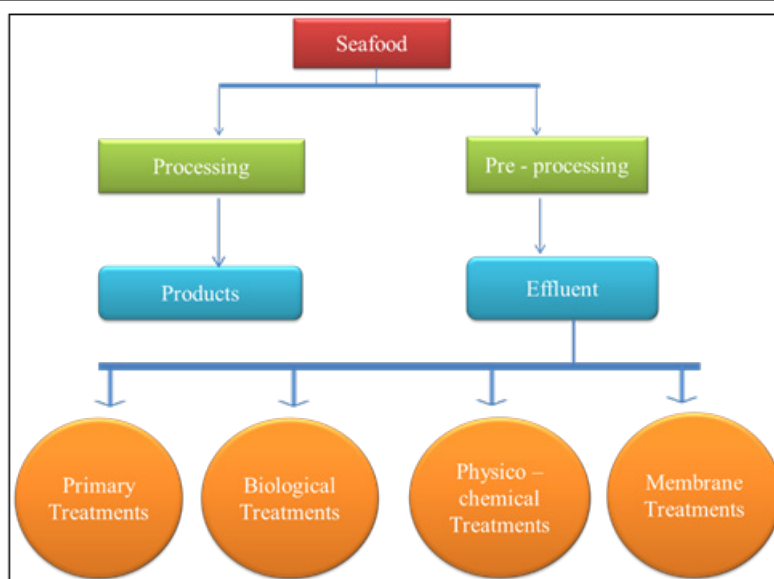 Seafood
Processing
Pre - processing
Products
Effluent
Primary
Treatments
Biological
Treatments
Physico –
chemical
Treatments
Membrane
Treatments